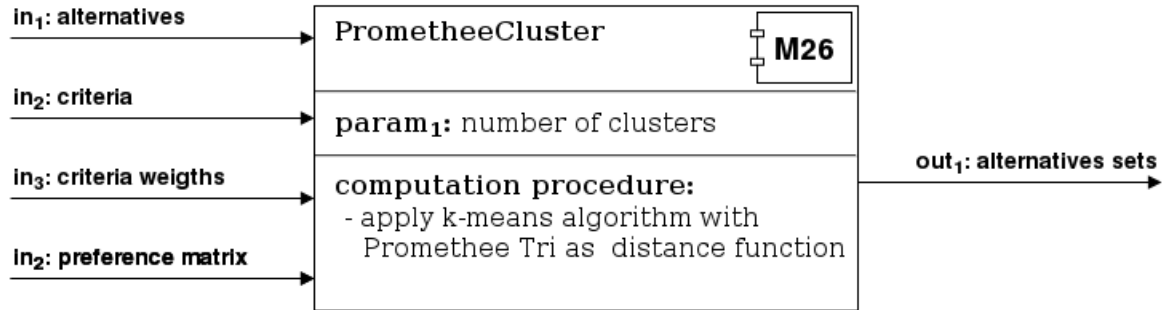 in₁: alternatives
in₂: criteria
in₃: criteria weigths
in₂: preference matrix
PrometheeCluster
M26
param₁: number of clusters
computation procedure:
- apply k-means algorithm with
Promethee Tri as distance function
out₁: alternatives sets